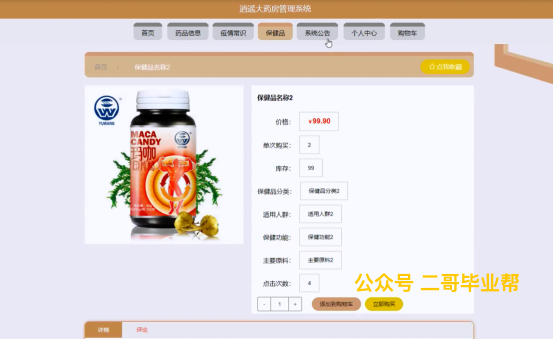 逍遥大药房管理系统
首页 药品信息 疫情常识 保健品 系统公告 个人中心 购物车
首页 保健品名称2 ☆点我收藏
YUWANG
MACA
CANDY
玛咖
保健品名称2
价格: ¥99.90
单次购买: 2
库存: 99
保健品分类: 保健品分类2
适用人群: 适用人群2
保健功能: 保健功能2
主要原料: 主要原料2
点击次数: 4
公众号 二哥毕业帮
- 1 + 添加到购物车 立即购买
详情 评论